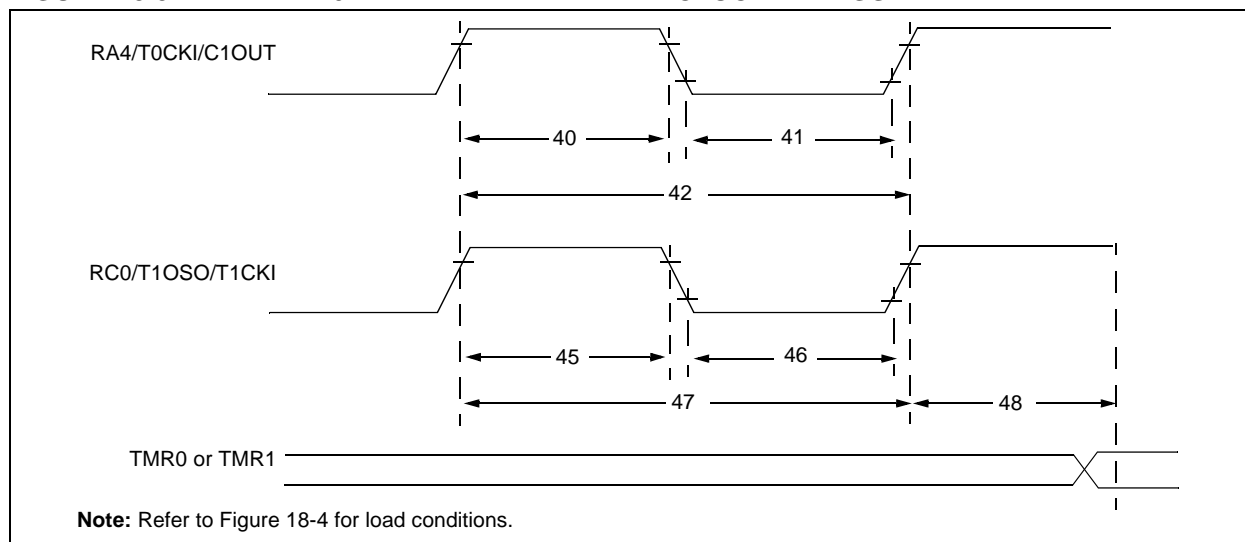 RA4/T0CKI/C1OUT
40
41
42
RC0/T1OSO/T1CKI
45
46
47
48
TMR0 or TMR1
Note: Refer to Figure 18-4 for load conditions.